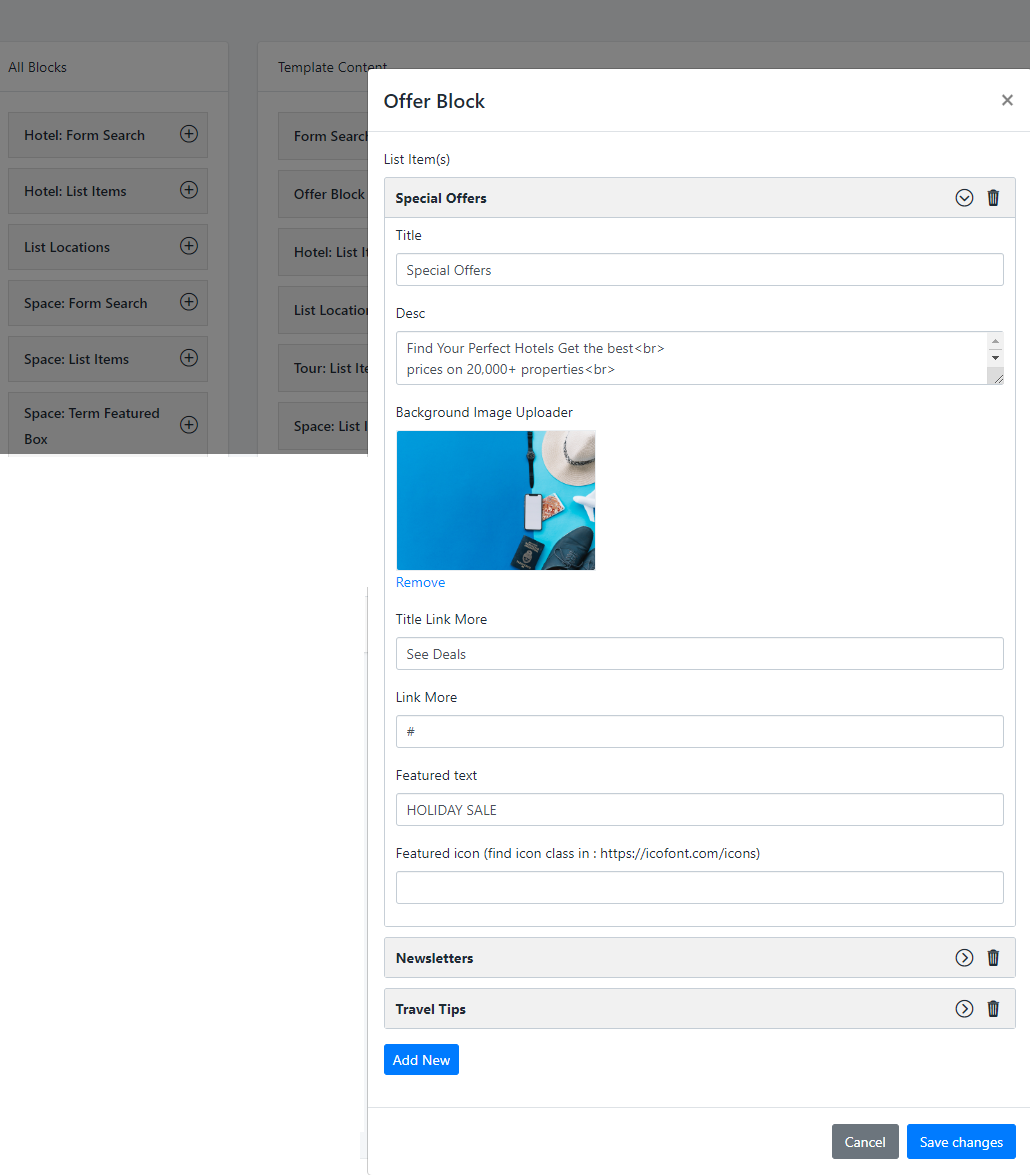 All Blocks
Hotel: Form Search
Hotel: List Items
List Locations
Space: Form Search
Space: List Items
Space: Term Featured
Box
Template Content
Form Search
Offer Block
Hotel: List It
List Location
Tour: List Ite
Space: List I
Offer Block
×
List Item(s)
Special Offers
Title
Special Offers
Desc
Find Your Perfect Hotels Get the best<br>
prices on 20,000+ properties<br>
Background Image Uploader
Remove
Title Link More
See Deals
Link More
#
Featured text
HOLIDAY SALE
Featured icon (find icon class in : https://icofont.com/icons)
Newsletters
Travel Tips
Add New
Cancel
Save changes